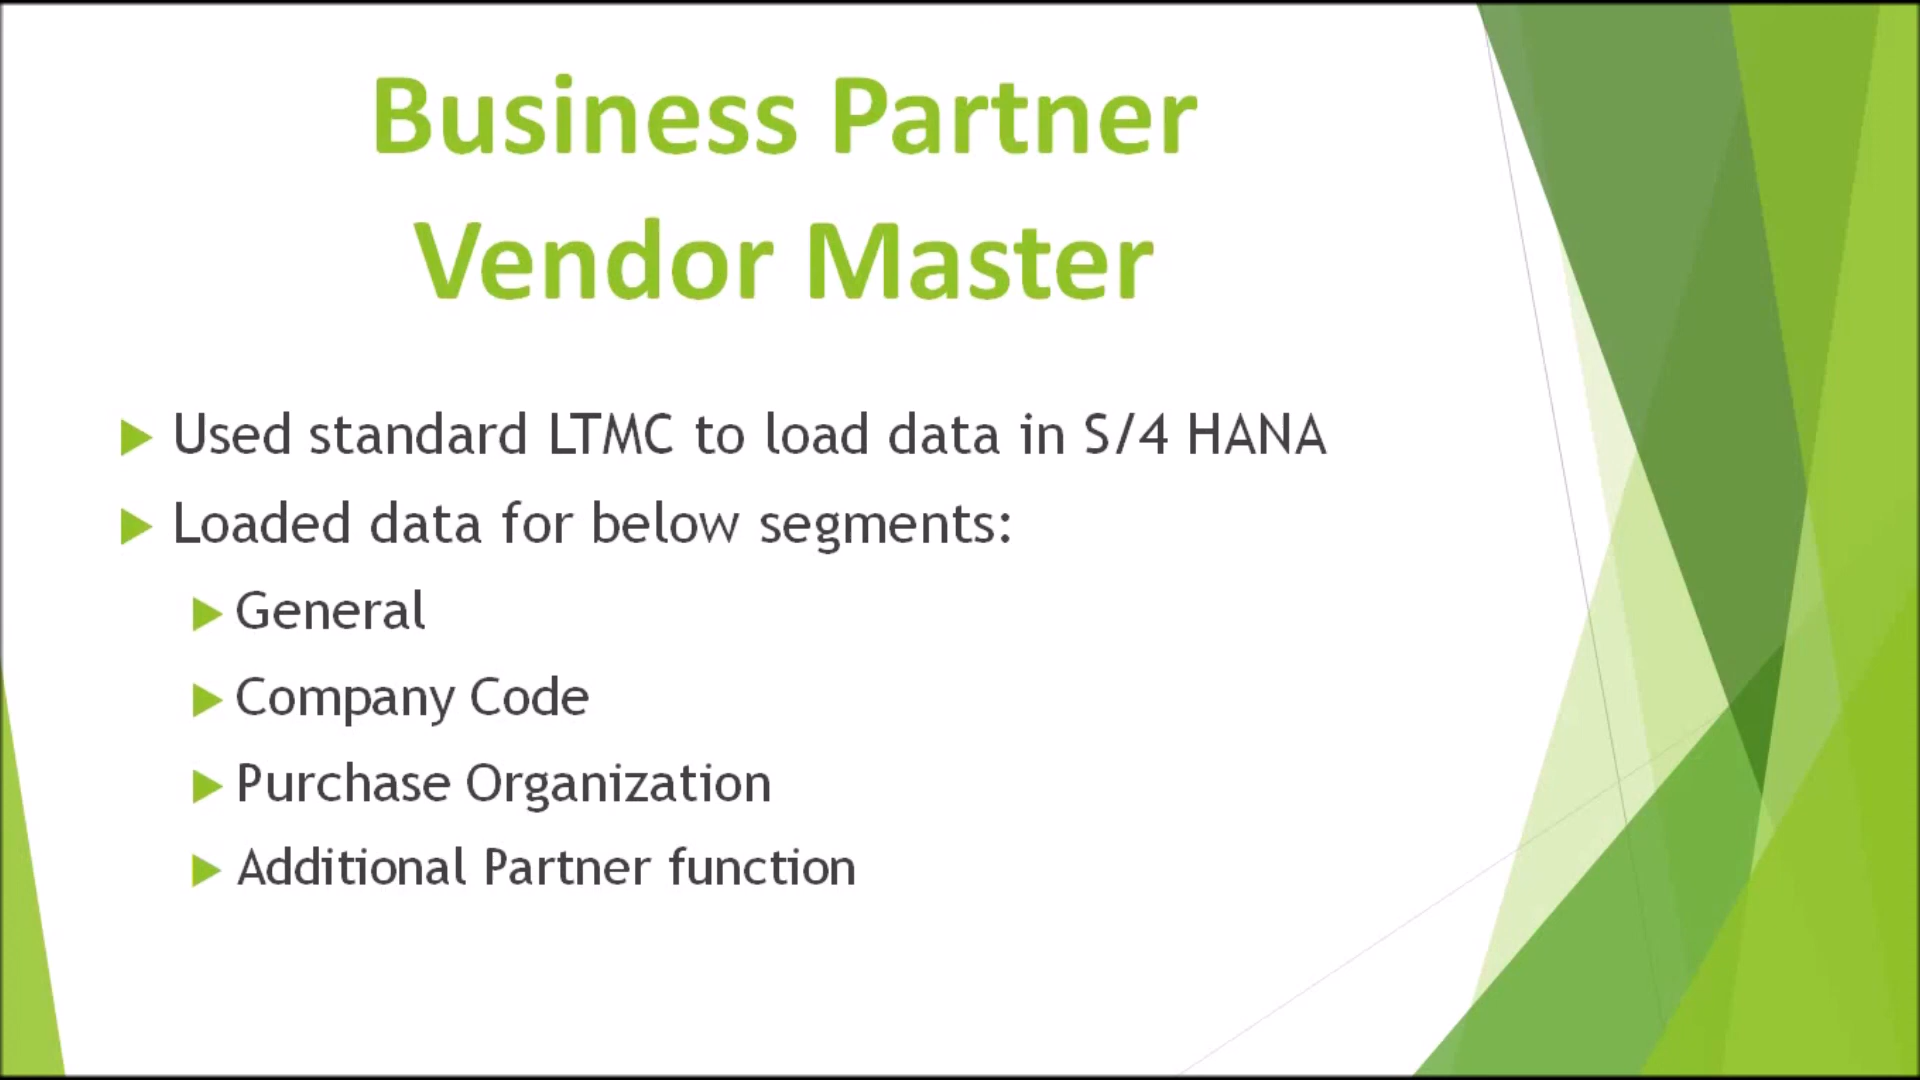 Business Partner
Vendor Master
Used standard LTMC to load data in S/4 HANA
Loaded data for below segments:
General
Company Code
Purchase Organization
Additional Partner function